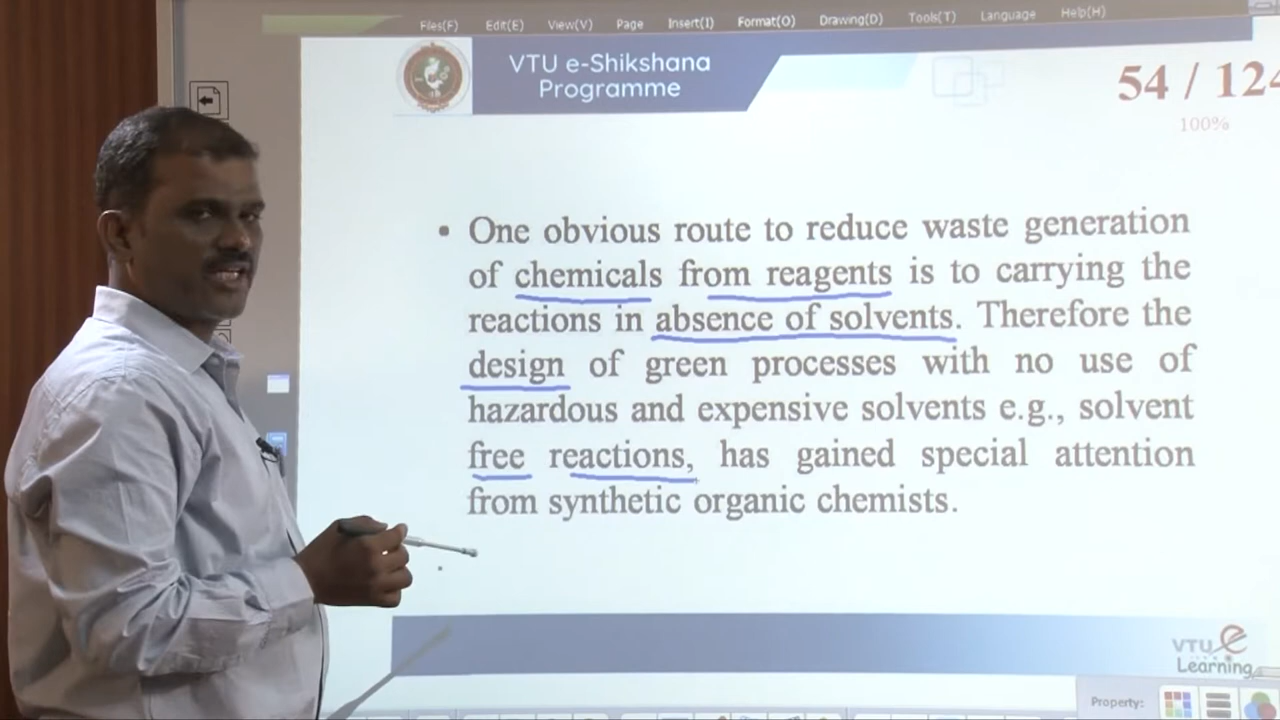 Files(F) Edit(E) View(V) Page Insert(I) Format(O) Drawing(D) Tools(T) Language Help(H)
VTU e-Shikshana
Programme
54 / 124
100%
• One obvious route to reduce waste generation
of chemicals from reagents is to carrying the
reactions in absence of solvents. Therefore the
design of green processes with no use of
hazardous and expensive solvents e.g., solvent
free reactions, has gained special attention
from synthetic organic chemists.
VTU e
Learning
Property: